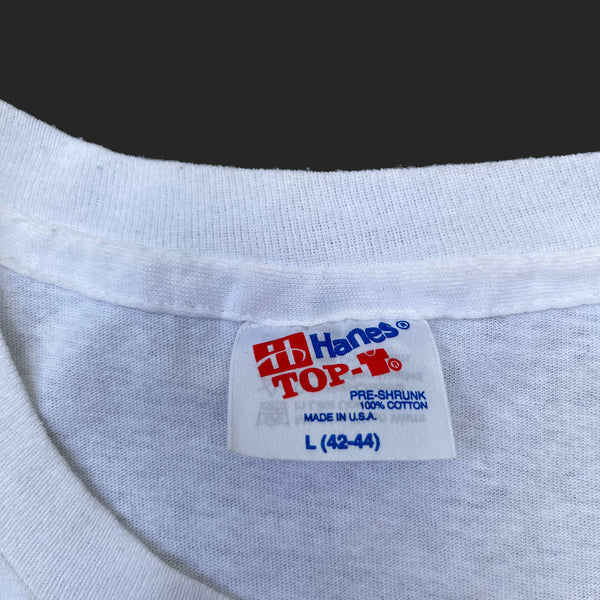 Hanes®
TOP-T®
PRE-SHRUNK
100% COTTON
MADE IN U.S.A.
L (42-44)